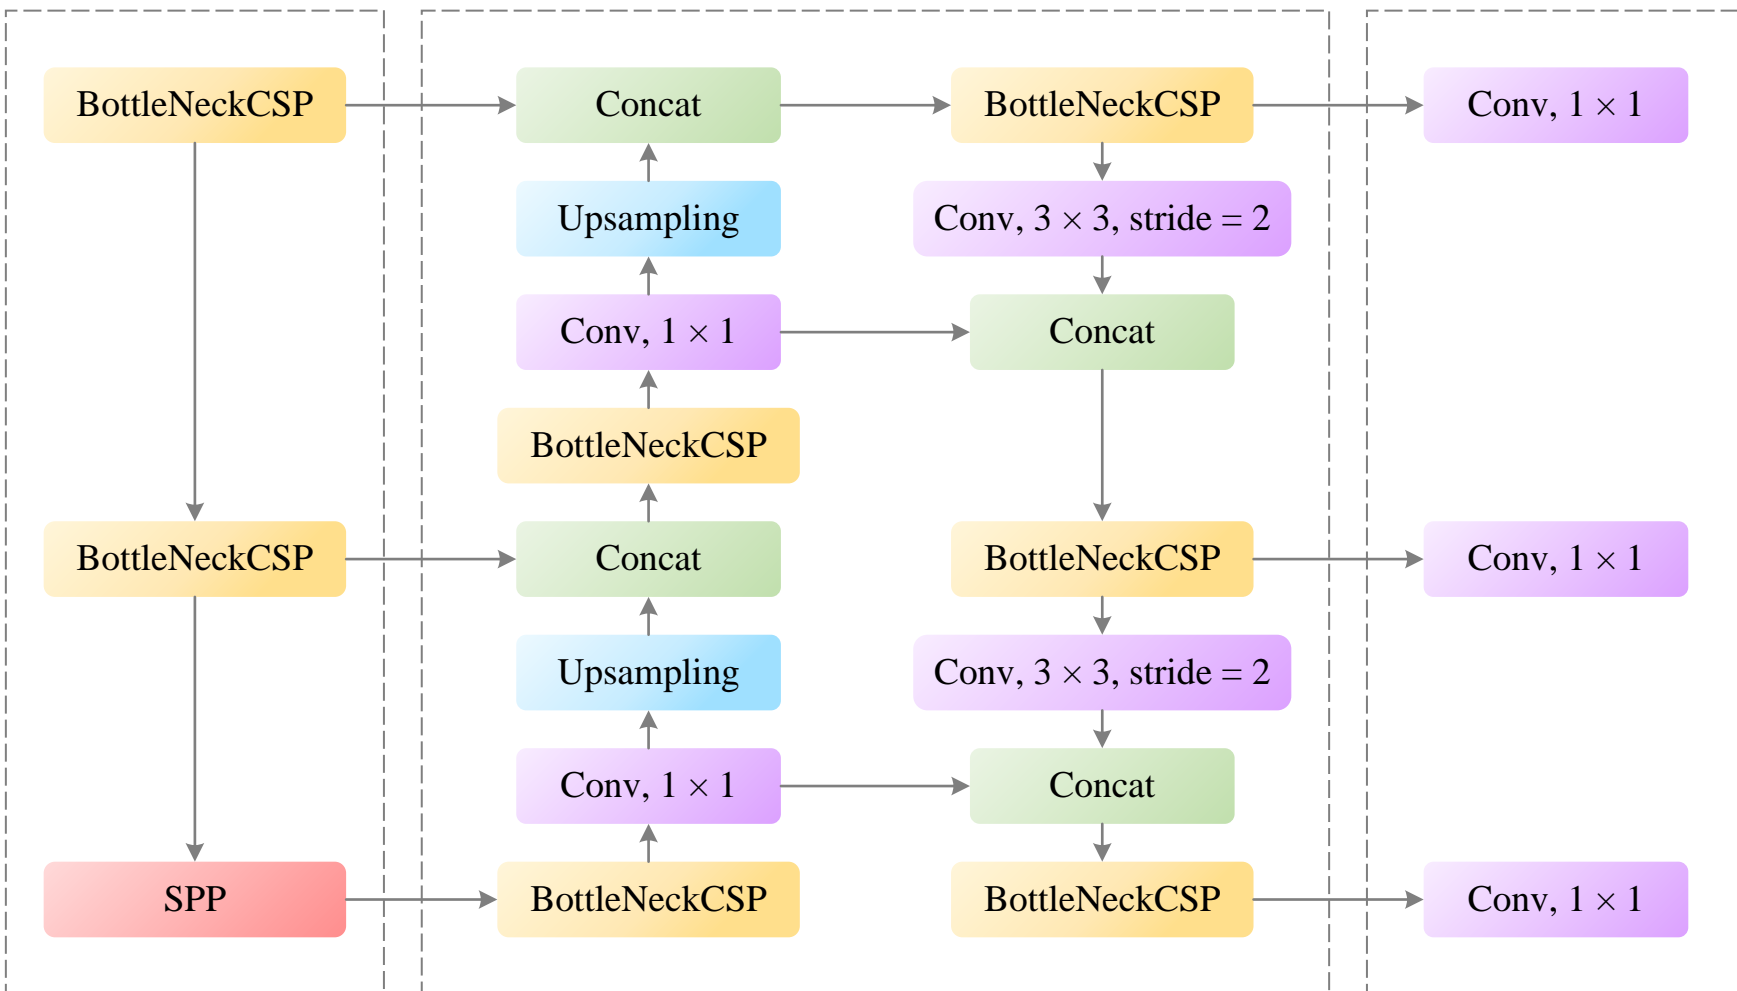 BottleNeckCSP
Concat
BottleNeckCSP
Conv, 1 × 1
Upsampling
Conv, 3 × 3, stride = 2
Conv, 1 × 1
Concat
BottleNeckCSP
BottleNeckCSP
Concat
BottleNeckCSP
Conv, 1 × 1
Upsampling
Conv, 3 × 3, stride = 2
Conv, 1 × 1
Concat
SPP
BottleNeckCSP
BottleNeckCSP
Conv, 1 × 1